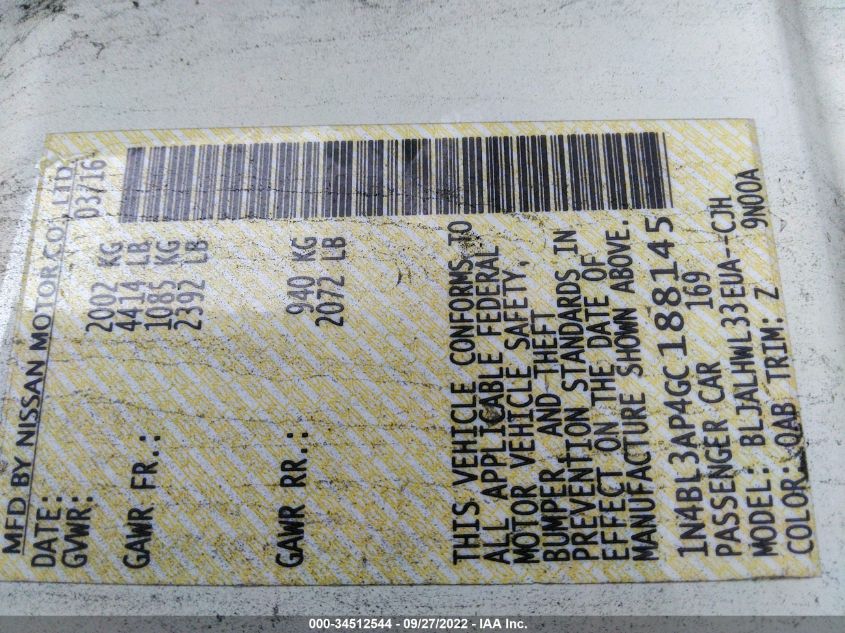 MFD BY NISSAN MOTOR CO., LTD.
DATE: 03/16
GVWR: 2002 KG
4414 LB
GAWR FR.: 1085 KG
2392 LB
GAWR RR.: 940 KG
2072 LB
THIS VEHICLE CONFORMS TO
ALL APPLICABLE FEDERAL
MOTOR VEHICLE SAFETY,
BUMPER, AND THEFT
PREVENTION STANDARDS IN
EFFECT ON THE DATE OF
MANUFACTURE SHOWN ABOVE.
1N4BL3AP4GC188145
PASSENGER CAR 169
MODEL: BLJALHWL33EUA--CJH
COLOR: QAB TRIM: Z 9N00A
000-34512544 - 09/27/2022 - IAA Inc.